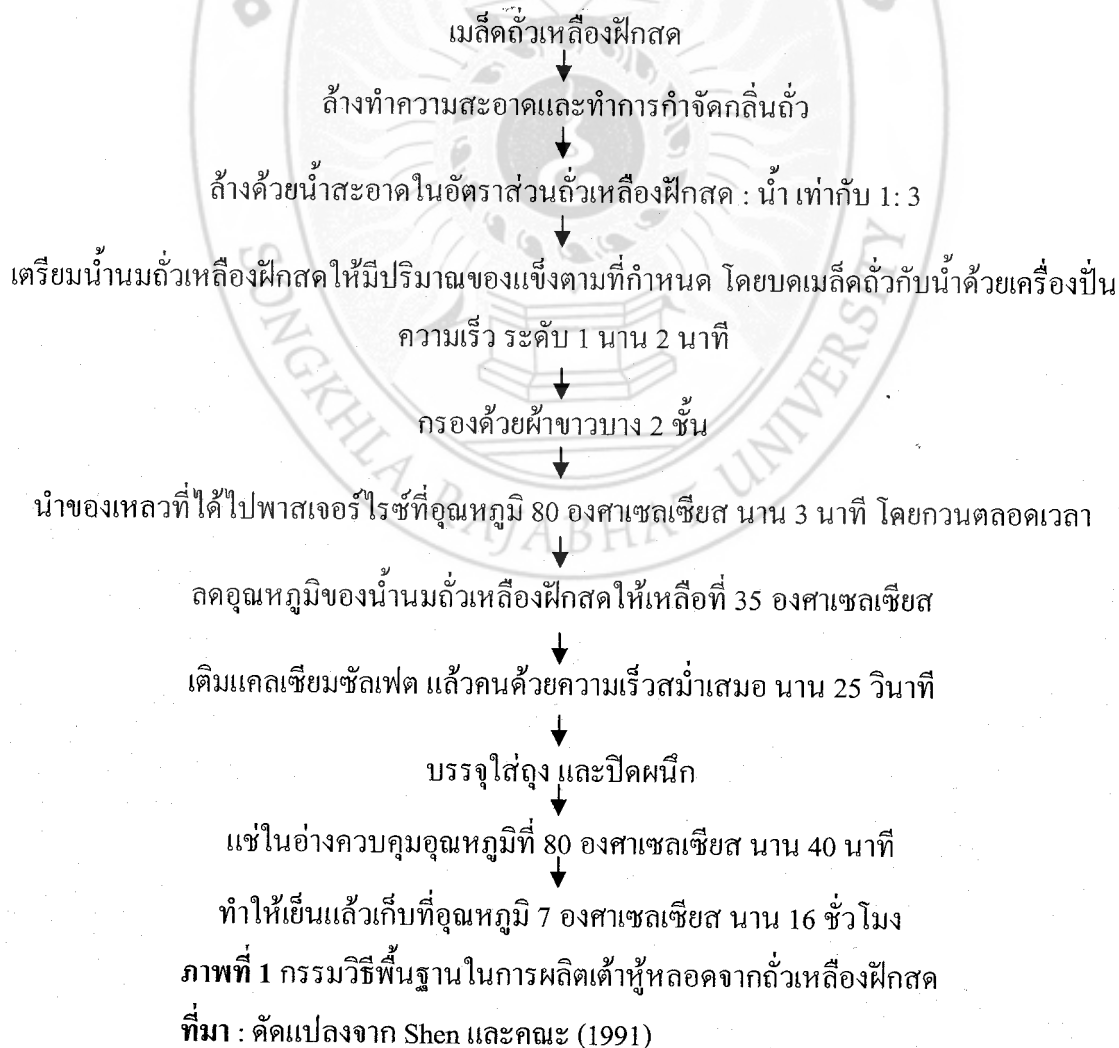 เมล็ดถั่วเหลืองฝักสด
ล้างทำความสะอาดและทำการกำจัดกลิ่นถั่ว
ล้างด้วยน้ำสะอาดในอัตราส่วนถั่วเหลืองฝักสด : น้ำ เท่ากับ 1: 3
เตรียมน้ำนมถั่วเหลืองฝักสดให้มีปริมาณของแข็งตามที่กำหนด โดยบดเมล็ดถั่วกับน้ำด้วยเครื่องปั่น
ความเร็ว ระดับ 1 นาน 2 นาที
กรองด้วยผ้าขาวบาง 2 ชั้น
นำของเหลวที่ได้ไปพาสเจอร์ไรซ์ที่อุณหภูมิ 80 องศาเซลเซียส นาน 3 นาที โดยกวนตลอดเวลา
ลดอุณหภูมิของน้ำนมถั่วเหลืองฝักสดให้เหลือที่ 35 องศาเซลเซียส
เติมแคลเซียมซัลเฟต แล้วคนด้วยความเร็วสม่ำเสมอ นาน 25 วินาที
บรรจุใส่ถุง และปิดผนึก
แช่ในอ่างควบคุมอุณหภูมิที่ 80 องศาเซลเซียส นาน 40 นาที
ทำให้เย็นแล้วเก็บที่อุณหภูมิ 7 องศาเซลเซียส นาน 16 ชั่วโมง
ภาพที่ 1 กรรมวิธีพื้นฐานในการผลิตเต้าหู้หลอดจากถั่วเหลืองฝักสด
ที่มา : ดัดแปลงจาก Shen และคณะ (1991)
SONGKHLA RAJABHAT UNIVERSITY